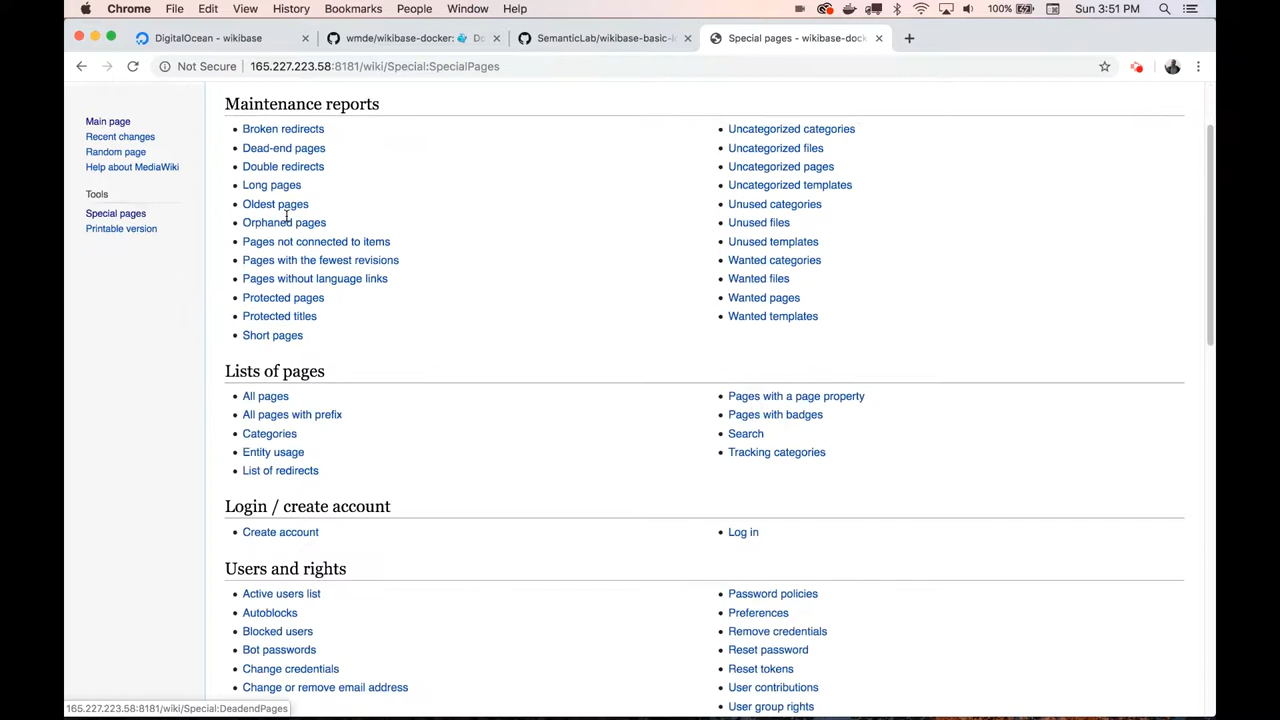 Chrome File Edit View History Bookmarks People Window Help 100% Sun 3:51 PM
DigitalOcean - wikibase
wmde/wikibase-docker:
SemanticLab/wikibase-basic-i
Special pages - wikibase-dock
Not Secure 165.227.223.58:8181/wiki/Special:SpecialPages
Main page
Recent changes
Random page
Help about MediaWiki
Tools
Special pages
Printable version
Maintenance reports
Broken redirects
Dead-end pages
Double redirects
Long pages
Oldest pages
Orphaned pages
Pages not connected to items
Pages with the fewest revisions
Pages without language links
Protected pages
Protected titles
Short pages
Uncategorized categories
Uncategorized files
Uncategorized pages
Uncategorized templates
Unused categories
Unused files
Unused templates
Wanted categories
Wanted files
Wanted pages
Wanted templates
Lists of pages
All pages
All pages with prefix
Categories
Entity usage
List of redirects
Pages with a page property
Pages with badges
Search
Tracking categories
Login / create account
Create account
Log in
Users and rights
Active users list
Autoblocks
Blocked users
Bot passwords
Change credentials
Change or remove email address
Password policies
Preferences
Remove credentials
Reset password
Reset tokens
User contributions
User group rights
165.227.223.58:8181/wiki/Special:DeadendPages